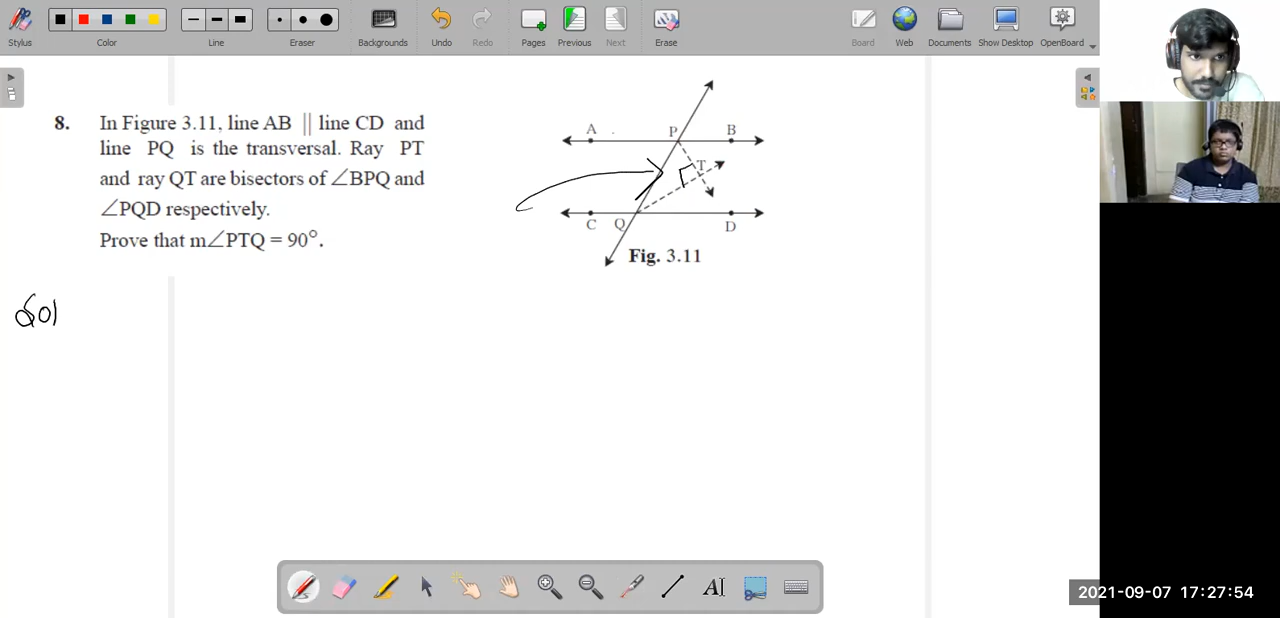 Stylus
Color
Line
Eraser
Backgrounds
Undo
Redo
Pages
Previous
Next
Erase
Board
Web
Documents
Show Desktop
OpenBoard
8. In Figure 3.11, line AB || line CD and
line PQ is the transversal. Ray PT
and ray QT are bisectors of ∠BPQ and
∠PQD respectively.
Prove that m∠PTQ = 90°.
A P B
T
C Q D
Fig. 3.11
Sol
AI
2021-09-07 17:27:54